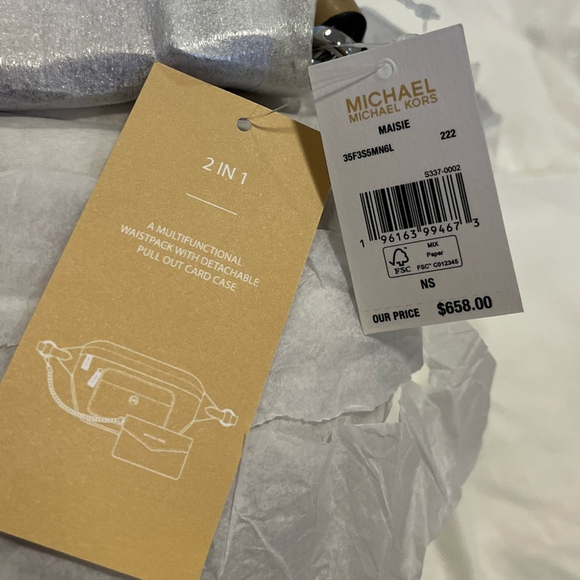 2 IN 1
A MULTIFUNCTIONAL
WAISTPACK WITH DETACHABLE
PULL OUT CARD CASE
MICHAEL
MICHAEL KORS
MAISIE
35F3S5MN6L 222
S337-0002
1 96163 99467 3
FSC
MIX
Paper
FSC® C012345
NS
OUR PRICE $658.00